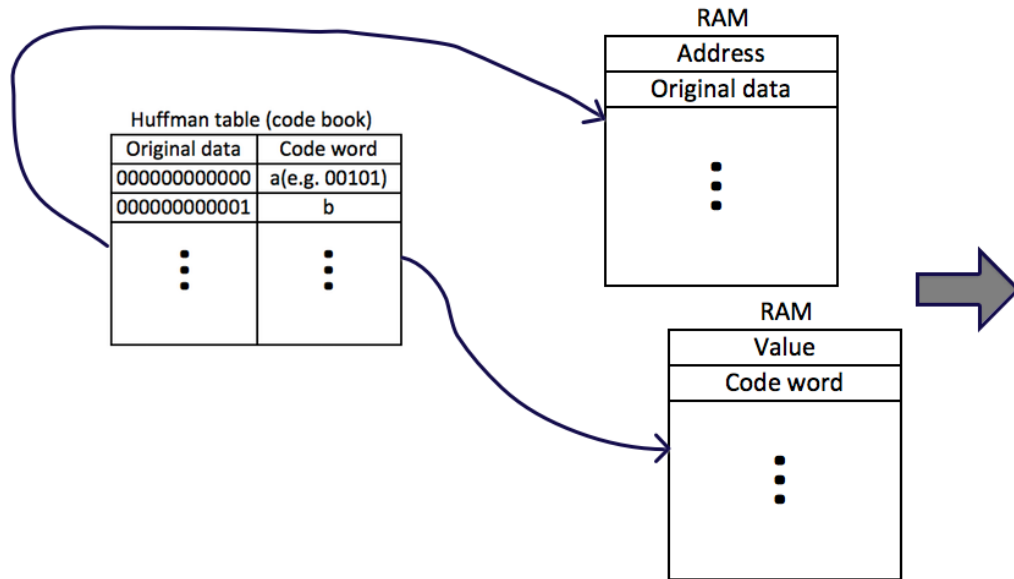 RAM
Address
Original data
Huffman table (code book)
Original data Code word
000000000000 a(e.g. 00101)
000000000001 b
RAM
Value
Code word